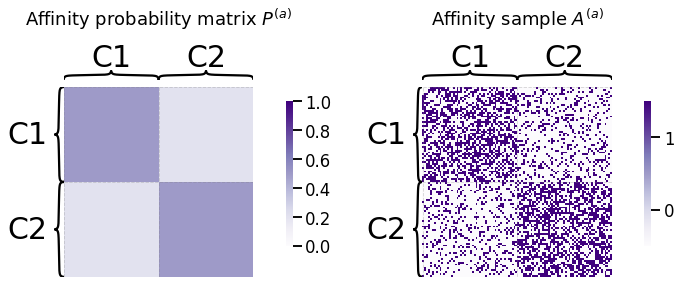 Affinity probability matrix P^(a)
C1 C2
C1
C2
1.0
0.8
0.6
0.4
0.2
0.0
Affinity sample A^(a)
C1 C2
C1
C2
1
0